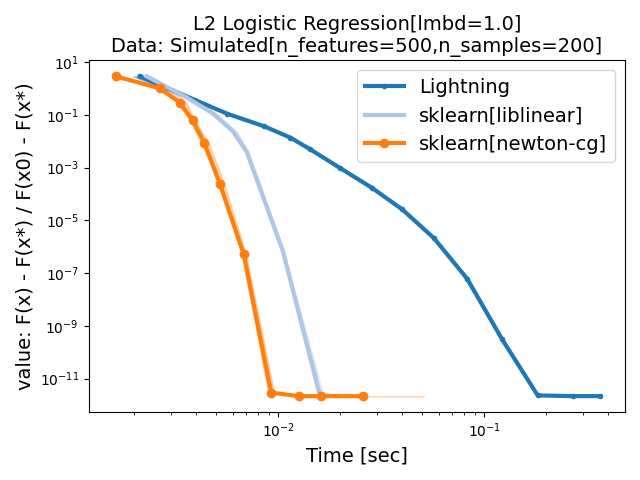 L2 Logistic Regression[lmbd=1.0]
Data: Simulated[n_features=500,n_samples=200]
value: F(x) - F(x*) / F(x0) - F(x*)
10¹
10⁻¹
10⁻³
10⁻⁵
10⁻⁷
10⁻⁹
10⁻¹¹
Lightning
sklearn[liblinear]
sklearn[newton-cg]
10⁻²
10⁻¹
Time [sec]